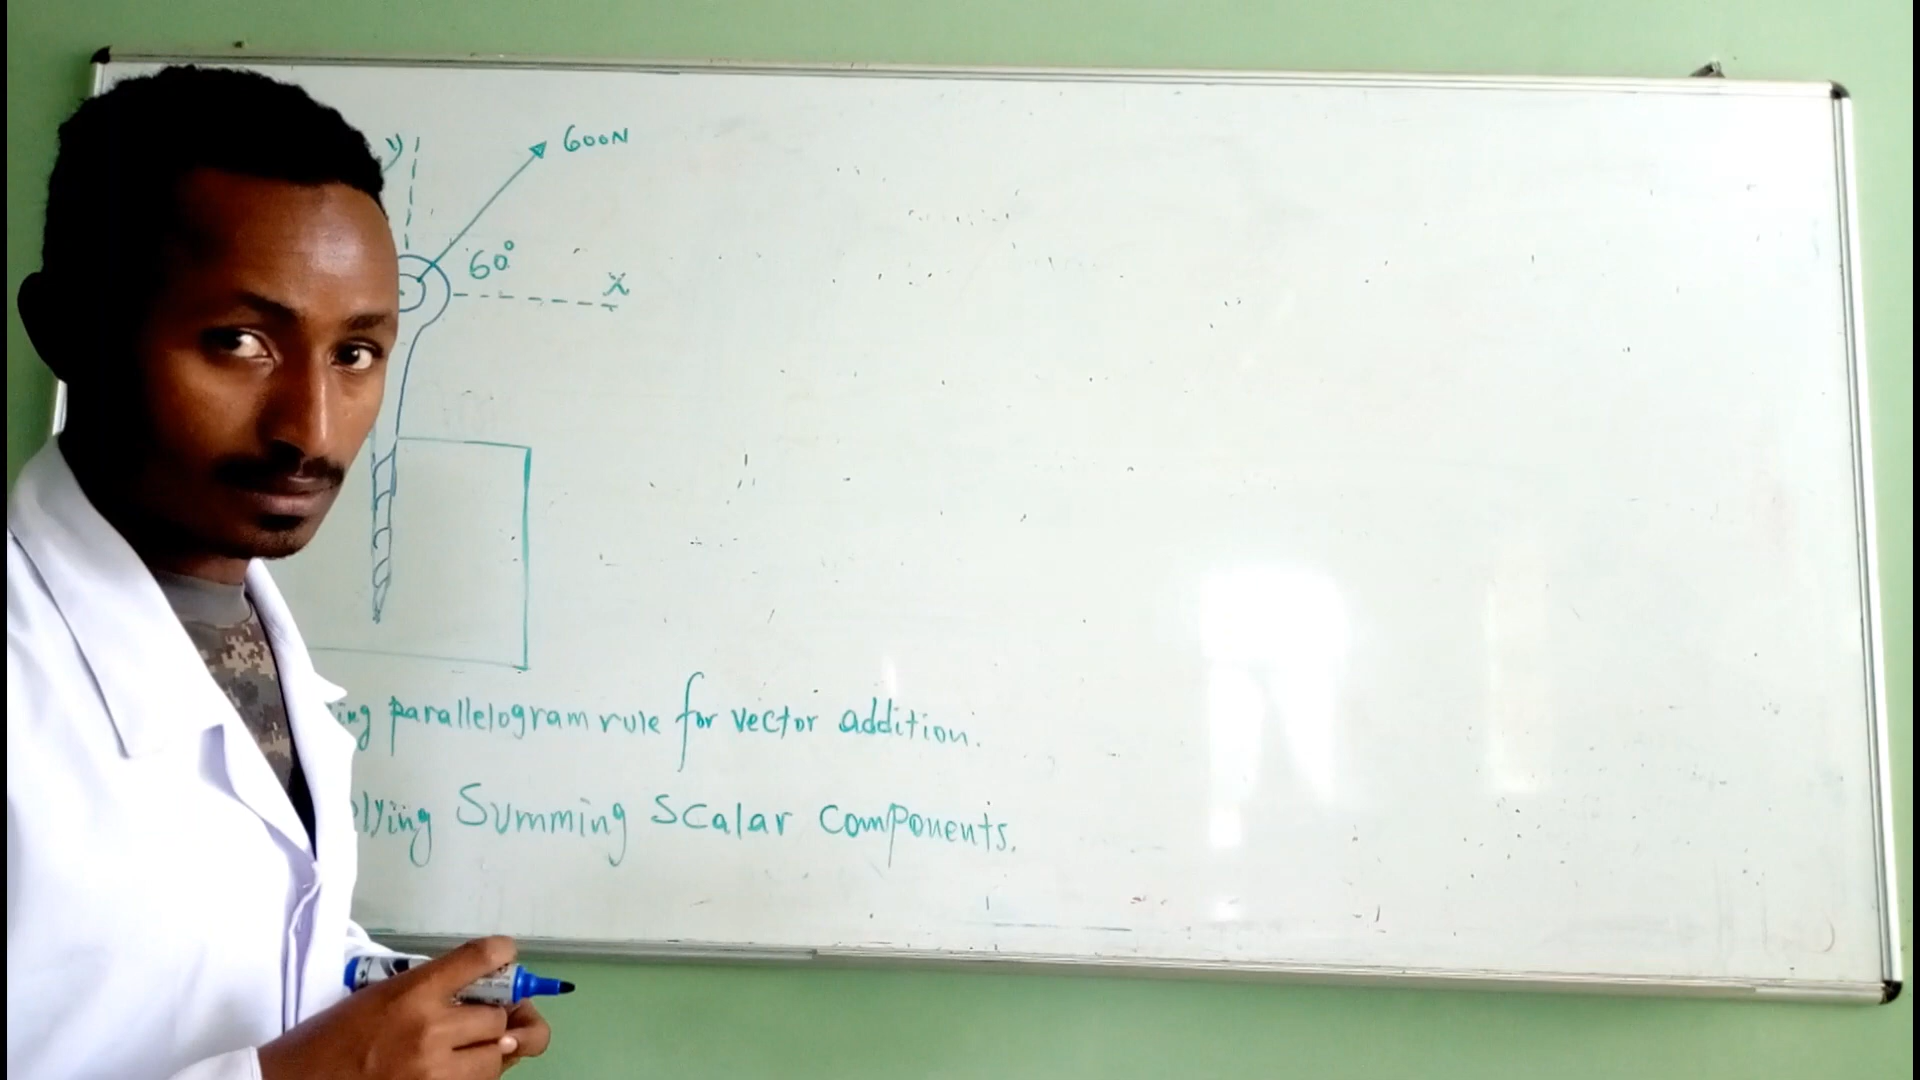 y
600N
60°
x
parallelogram rule for vector addition.
Summing Scalar Components.